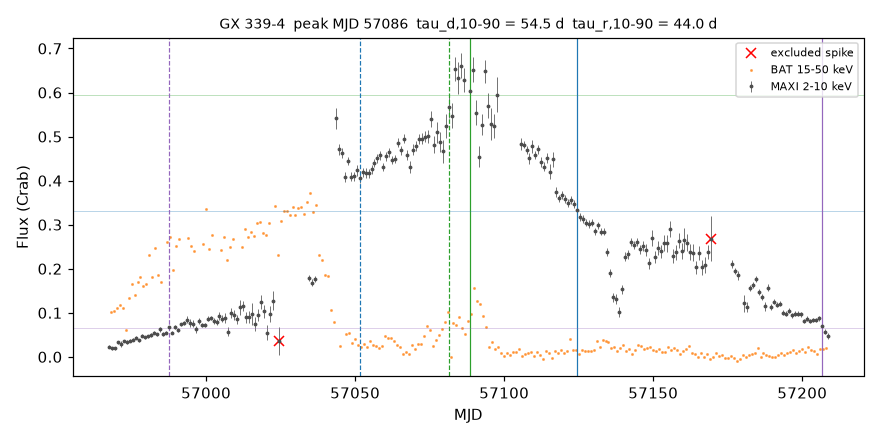 GX 339-4  peak MJD 57086  tau_d,10-90 = 54.5 d  tau_r,10-90 = 44.0 d
0.7
0.6
0.5
0.4
0.3
0.2
0.1
0.0
Flux (Crab)
excluded spike
BAT 15-50 keV
MAXI 2-10 keV
57000
57050
57100
57150
57200
MJD